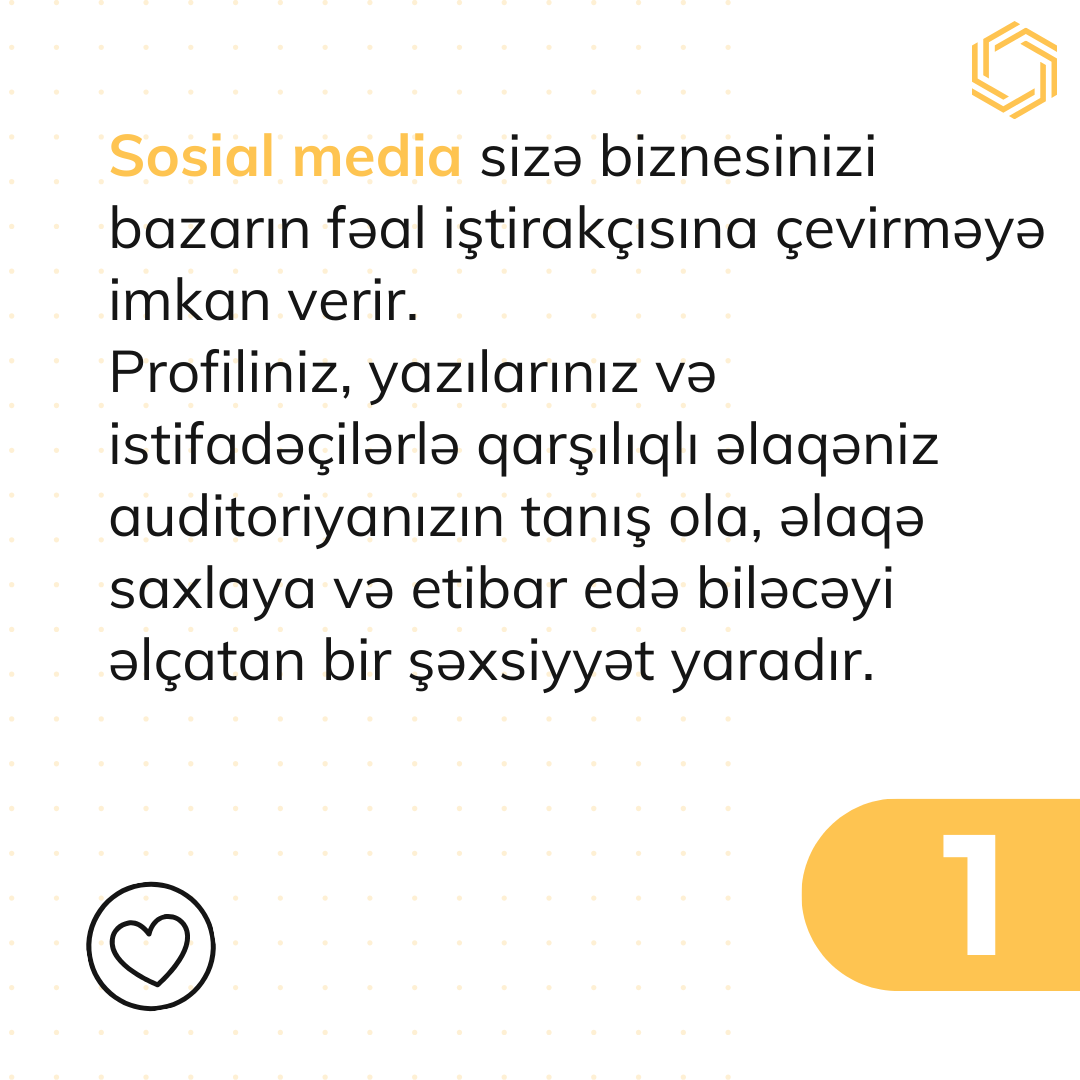 Sosial media sizə biznesinizi
bazarın fəal iştirakçısına çevirməyə
imkan verir.
Profiliniz, yazılarınız və
istifadəçilərlə qarşılıqlı əlaqəniz
auditoriyanızın tanış ola, əlaqə
saxlaya və etibar edə biləcəyi
əlçatan bir şəxsiyyət yaradır.
1